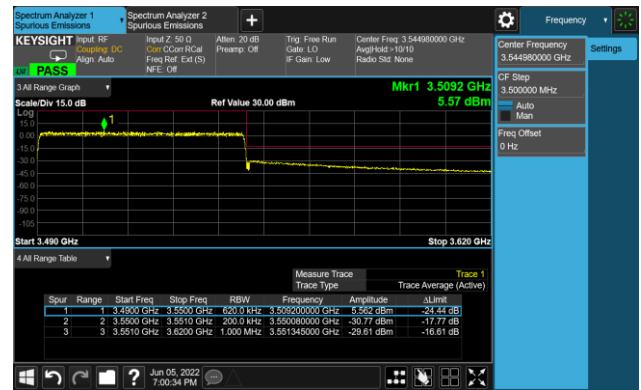 Spectrum Analyzer 1
Spurious Emissions
Spectrum Analyzer 2
Spurious Emissions
+
Frequency
KEYSIGHT
Input: RF
Coupling: DC
Align: Auto
Input Z: 50 Ω
Corr CCorr RCal
Freq Ref: Ext (S)
NFE: Off
Atten: 20 dB
Preamp: Off
Trig: Free Run
Gate: LO
IF Gain: Low
Center Freq: 3.544980000 GHz
Avg|Hold:>10/10
Radio Std: None
PASS
Center Frequency
3.544980000 GHz
Settings
CF Step
3.500000 MHz
Auto
Man
Freq Offset
0 Hz
3 All Range Graph
Mkr1 3.5092 GHz
5.57 dBm
Scale/Div 15.0 dB
Ref Value 30.00 dBm
Log
15.0
0.00
-15.0
-30.0
-45.0
-60.0
-75.0
-90.0
-105
1
Start 3.490 GHz
Stop 3.620 GHz
4 All Range Table
Measure Trace
Trace 1
Trace Type
Trace Average (Active)
Spur Range Start Freq Stop Freq RBW Frequency Amplitude ΔLimit
1 1 3.4900 GHz 3.5500 GHz 620.0 kHz 3.509200000 GHz 5.562 dBm -24.44 dB
2 2 3.5500 GHz 3.5510 GHz 200.0 kHz 3.550080000 GHz -30.77 dBm -17.77 dB
3 3 3.5510 GHz 3.6200 GHz 1.000 MHz 3.551345000 GHz -29.61 dBm -16.61 dB
?
Jun 05, 2022
7:00:34 PM